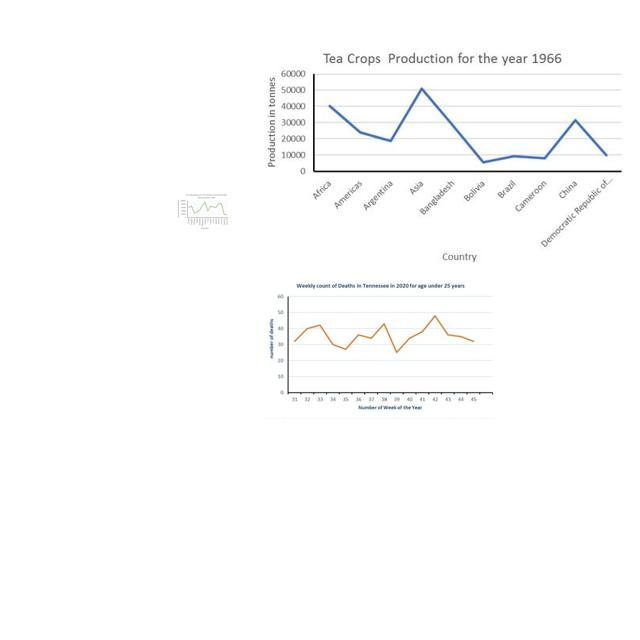 Tea Crops  Production for the year 1966
Production in tonnes
60000
50000
40000
30000
20000
10000
0
Africa
Americas
Argentina
Asia
Bangladesh
Bolivia
Brazil
Cameroon
China
Democratic Republic of...
Country
Weekly count of Deaths in Tennessee in 2020 for age under 25 years
number of deaths
60
50
40
30
20
10
0
31 32 33 34 35 36 37 38 39 40 41 42 43 44 45
Number of Week of the Year